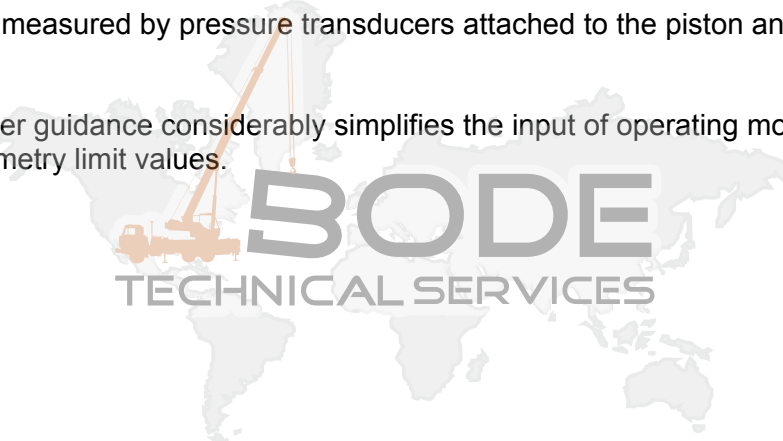 measured by pressure transducers attached to the piston an
er guidance considerably simplifies the input of operating mo
metry limit values.
BODE
TECHNICAL SERVICES